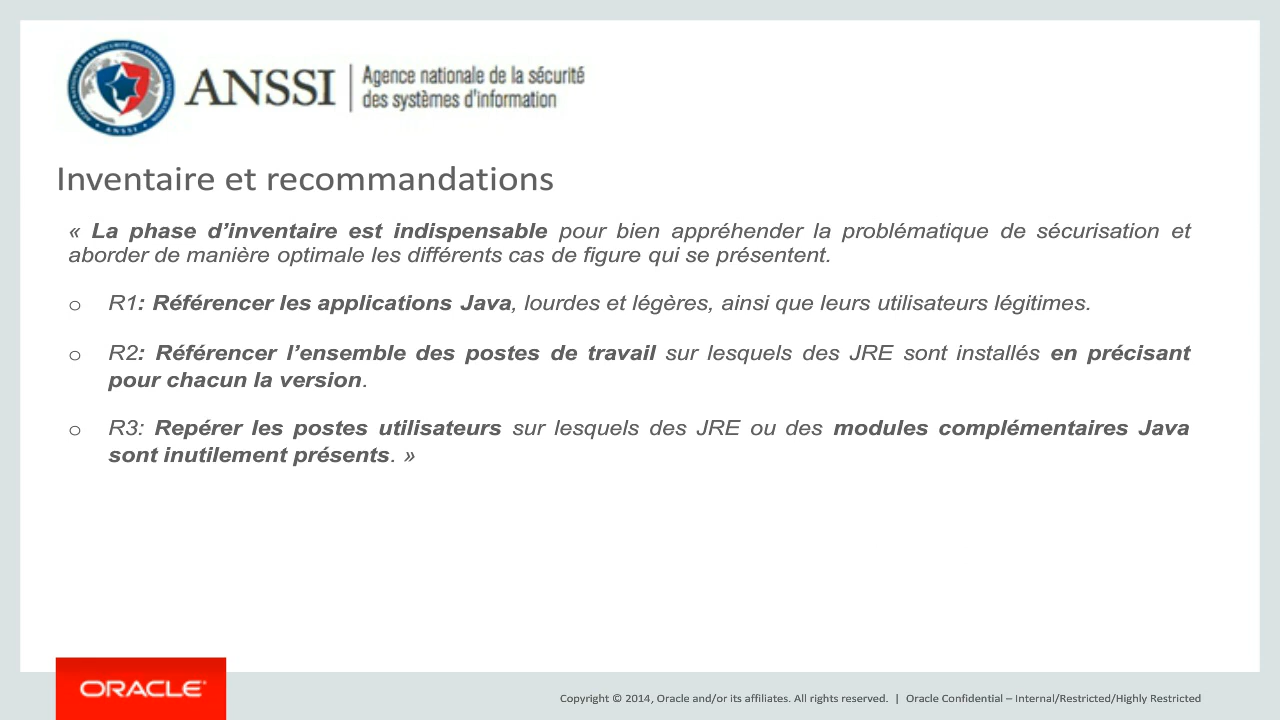 ANSSI
Agence nationale de la sécurité
des systèmes d'information
Inventaire et recommandations
« La phase d’inventaire est indispensable pour bien appréhender la problématique de sécurisation et
aborder de manière optimale les différents cas de figure qui se présentent.
o R1: Référencer les applications Java, lourdes et légères, ainsi que leurs utilisateurs légitimes.
o R2: Référencer l’ensemble des postes de travail sur lesquels des JRE sont installés en précisant
pour chacun la version.
o R3: Repérer les postes utilisateurs sur lesquels des JRE ou des modules complémentaires Java
sont inutilement présents. »
ORACLE
Copyright © 2014, Oracle and/or its affiliates. All rights reserved. | Oracle Confidential – Internal/Restricted/Highly Restricted